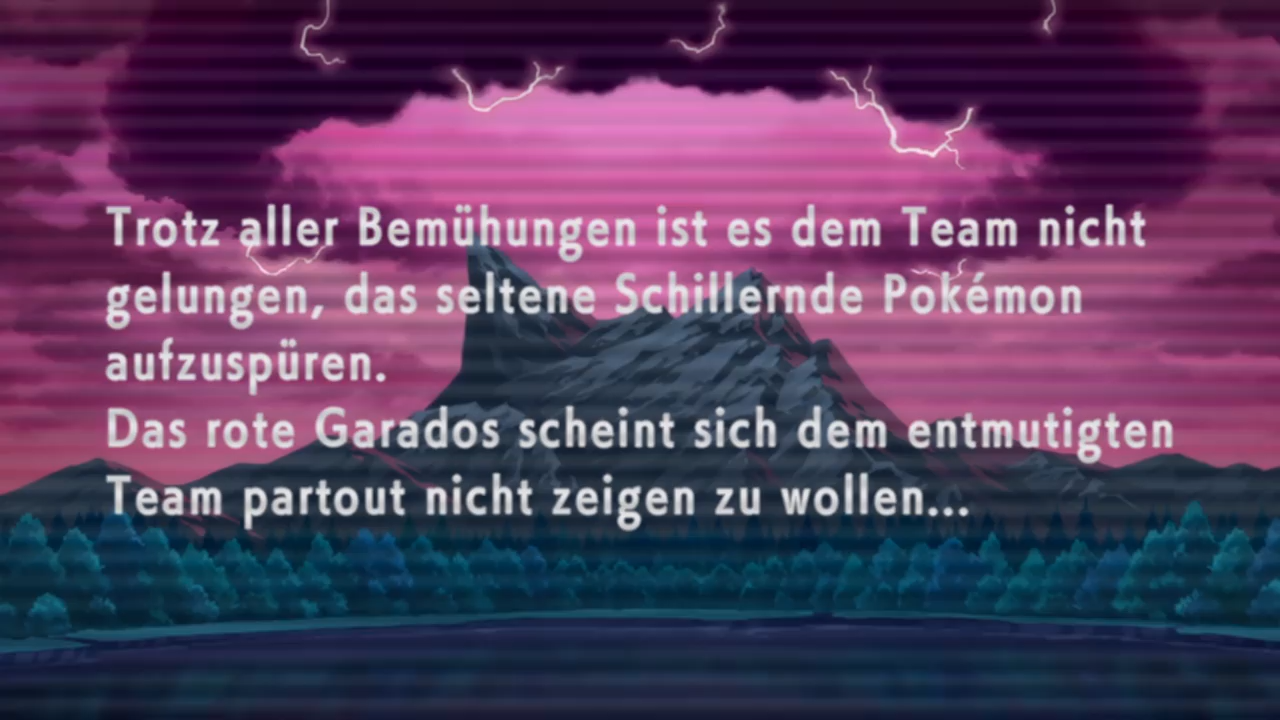 Trotz aller Bemühungen ist es dem Team nicht
gelungen, das seltene Schillernde Pokémon
aufzuspüren.
Das rote Garados scheint sich dem entmutigten
Team partout nicht zeigen zu wollen...